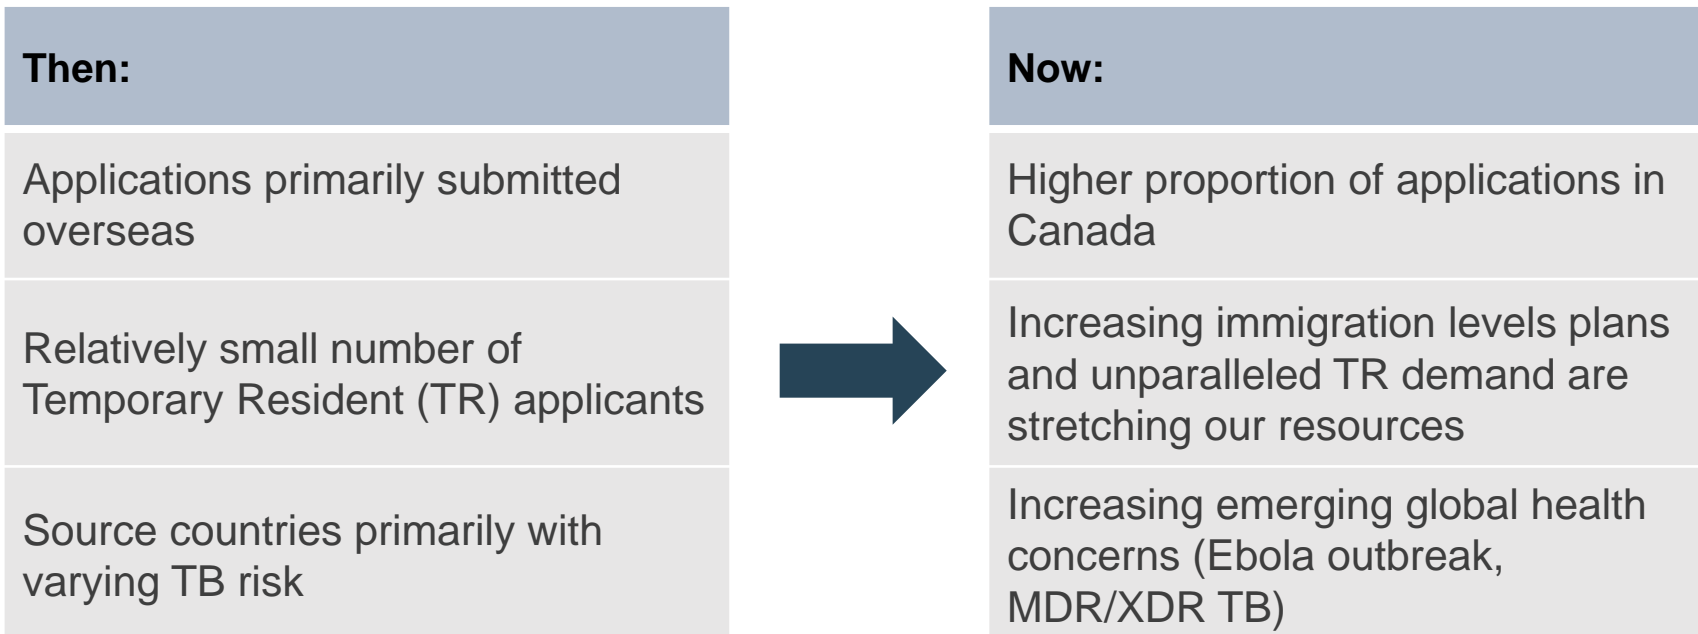 Then:
Applications primarily submitted
overseas
Relatively small number of
Temporary Resident (TR) applicants
Source countries primarily with
varying TB risk
Now:
Higher proportion of applications in
Canada
Increasing immigration levels plans
and unparalleled TR demand are
stretching our resources
Increasing emerging global health
concerns (Ebola outbreak,
MDR/XDR TB)